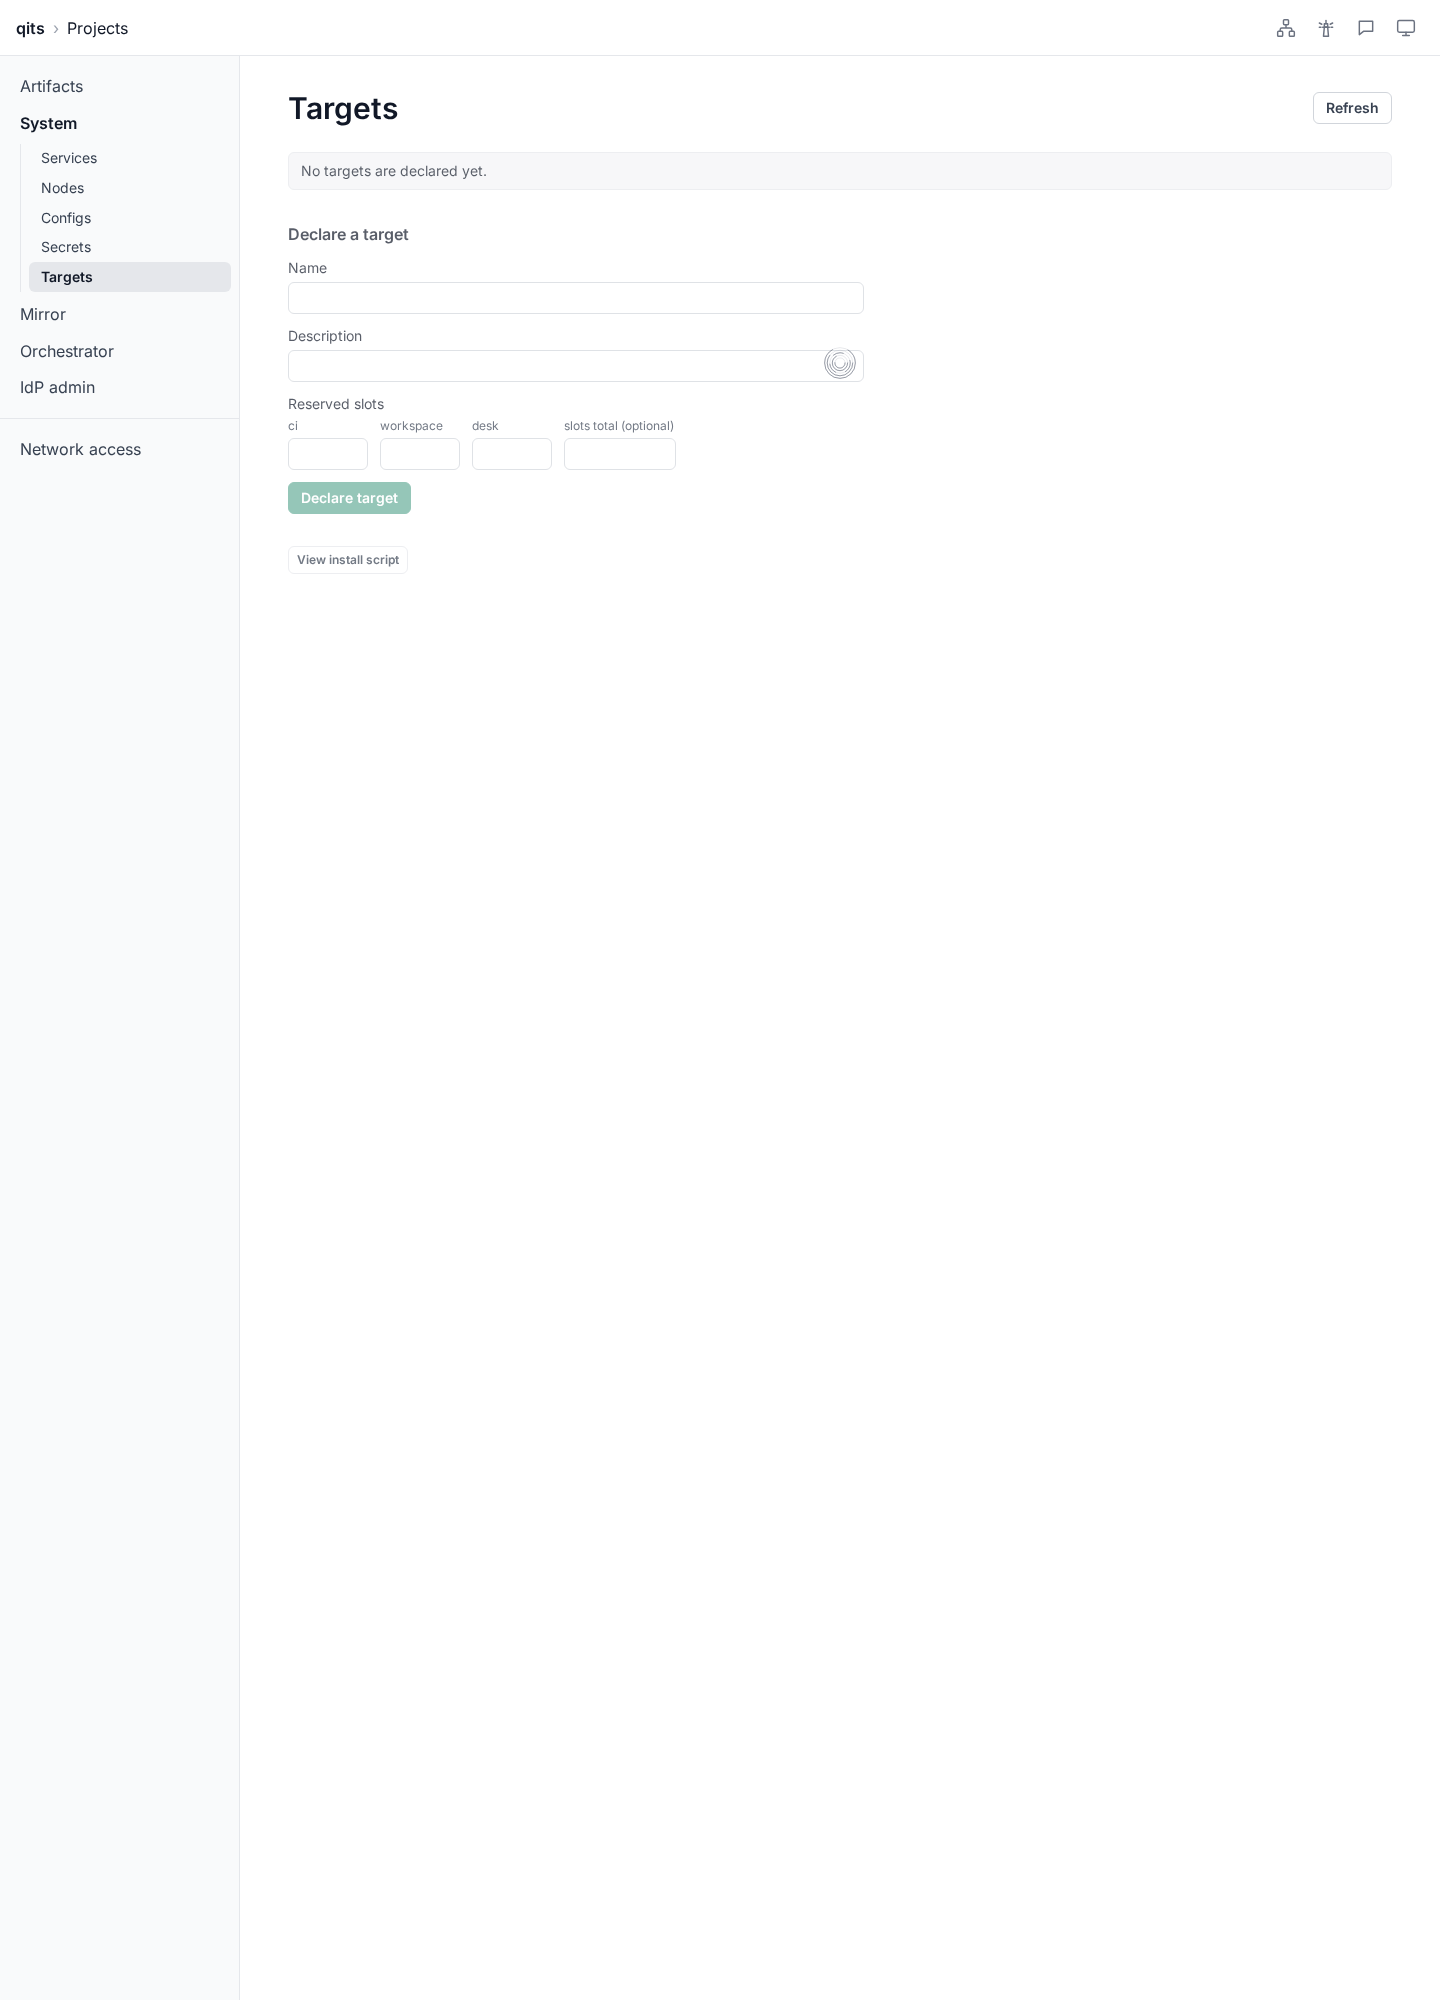 qits › Projects
Artifacts
System
Services
Nodes
Configs
Secrets
Targets
Mirror
Orchestrator
IdP admin
Network access
Targets
Refresh
No targets are declared yet.
Declare a target
Name
Description
Reserved slots
ci workspace desk slots total (optional)
Declare target
View install script